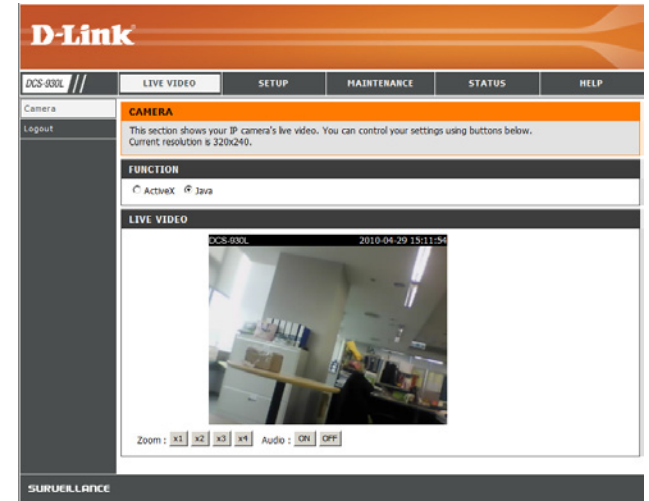 D-Link
DCS-930L
LIVE VIDEO SETUP MAINTENANCE STATUS HELP
Camera
Logout
CAMERA
This section shows your IP camera's live video. You can control your settings using buttons below.
Current resolution is 320x240.
FUNCTION
ActiveX Java
LIVE VIDEO
DCS-930L 2010-04-29 15:11:54
Zoom : x1 x2 x3 x4 Audio : ON OFF
SURVEILLANCE